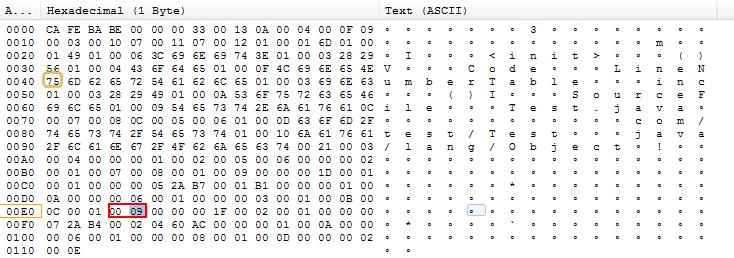 A... Hexadecimal (1 Byte) Text (ASCII)
0000 CA FE BA BE 00 00 00 33 00 13 0A 00 04 00 0F 09 ° ° ° ° ° ° ° 3 ° ° ° ° ° ° ° °
0010 00 03 00 10 07 00 11 07 00 12 01 00 01 6D 01 00 ° ° ° ° ° ° ° ° ° ° ° ° ° m ° °
0020 01 49 01 00 06 3C 69 6E 69 74 3E 01 00 03 28 29 ° I ° ° ° < i n i t > ° ° ° ( )
0030 56 01 00 04 43 6F 64 65 01 00 0F 4C 69 6E 65 4E V ° ° ° C o d e ° ° ° L i n e N
0040 75 6D 62 65 72 54 61 62 6C 65 01 00 03 69 6E 63 u m b e r T a b l e ° ° ° i n c
0050 01 00 03 28 29 49 01 00 0A 53 6F 75 72 63 65 46 ° ° ° ( ) I ° ° ° S o u r c e F
0060 69 6C 65 01 00 09 54 65 73 74 2E 6A 61 76 61 0C i l e ° ° ° T e s t . j a v a °
0070 00 07 00 08 0C 00 05 00 06 01 00 0D 63 6F 6D 2F ° ° ° ° ° ° ° ° ° ° ° ° c o m /
0080 74 65 73 74 2F 54 65 73 74 01 00 10 6A 61 76 61 t e s t / T e s t ° ° ° j a v a
0090 2F 6C 61 6E 67 2F 4F 62 6A 65 63 74 00 21 00 03 / l a n g / O b j e c t ° ! ° °
00A0 00 04 00 00 00 01 00 02 00 05 00 06 00 00 00 02 ° ° ° ° ° ° ° ° ° ° ° ° ° ° ° °
00B0 00 01 00 07 00 08 00 01 00 09 00 00 00 1D 00 01 ° ° ° ° ° ° ° ° ° ° ° ° ° ° ° °
00C0 00 01 00 00 00 05 2A B7 00 01 B1 00 00 00 01 00 ° ° ° ° ° ° * ° ° ° ° ° ° ° ° °
00D0 0A 00 00 00 06 00 01 00 00 00 03 00 01 00 0B 00 ° ° ° ° ° ° ° ° ° ° ° ° ° ° ° °
00E0 0C 00 01 00 09 00 00 00 1F 00 02 00 01 00 00 00 ° ° ° ° ° ° ° ° ° ° ° ° ° ° ° °
00F0 07 2A B4 00 02 04 60 AC 00 00 00 01 00 0A 00 00 ° * ° ° ° ° ` ° ° ° ° ° ° ° ° °
0100 00 06 00 01 00 00 00 08 00 01 00 0D 00 00 00 02 ° ° ° ° ° ° ° ° ° ° ° ° ° ° ° °
0110 00 0E ° °